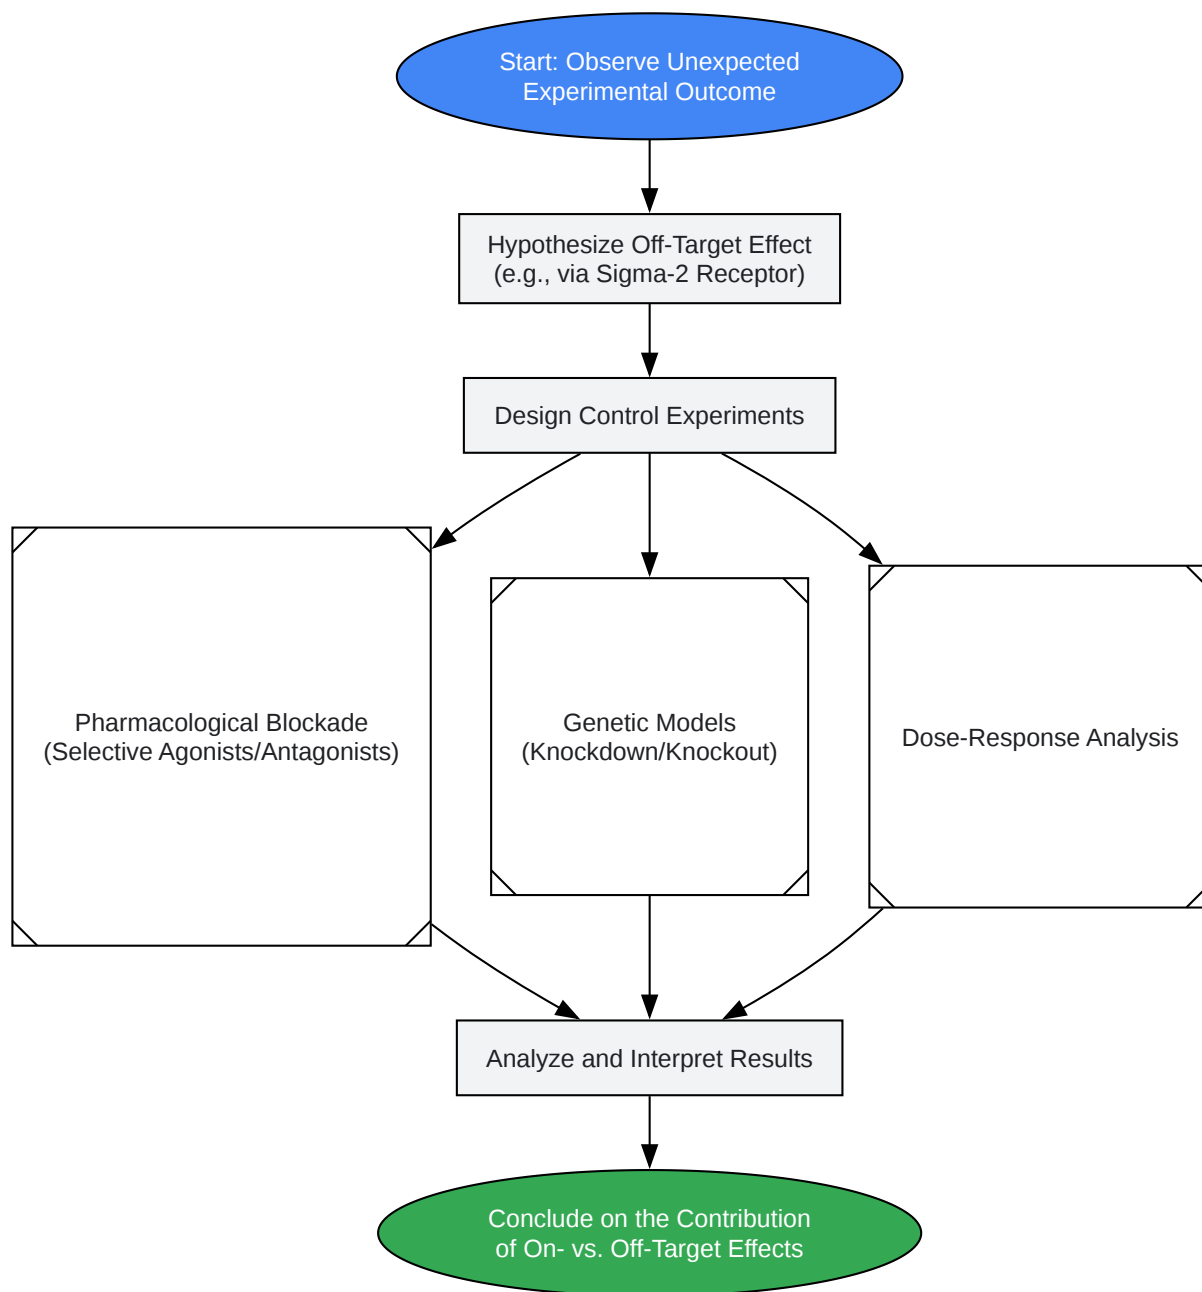 Start: Observe Unexpected
Experimental Outcome
Hypothesize Off-Target Effect
(e.g., via Sigma-2 Receptor)
Design Control Experiments
Pharmacological Blockade
(Selective Agonists/Antagonists)
Genetic Models
(Knockdown/Knockout)
Dose-Response Analysis
Analyze and Interpret Results
Conclude on the Contribution
of On- vs. Off-Target Effects